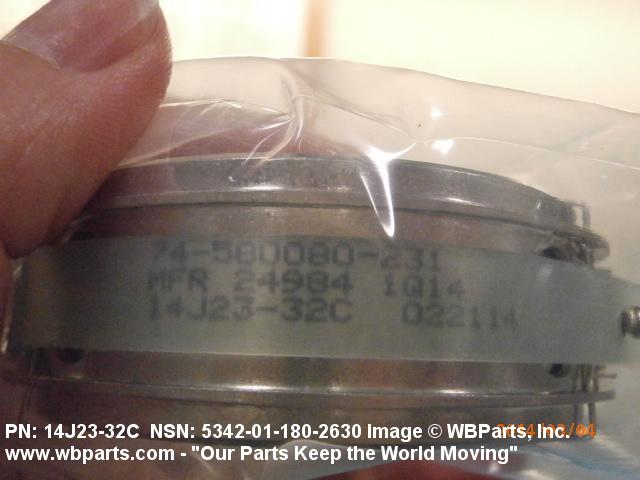 74-580080-231
MFR 24984 1Q14
14J23-32C 022114
PN: 14J23-32C NSN: 5342-01-180-2630 Image © WBParts, Inc.
www.wbparts.com - "Our Parts Keep the World Moving"